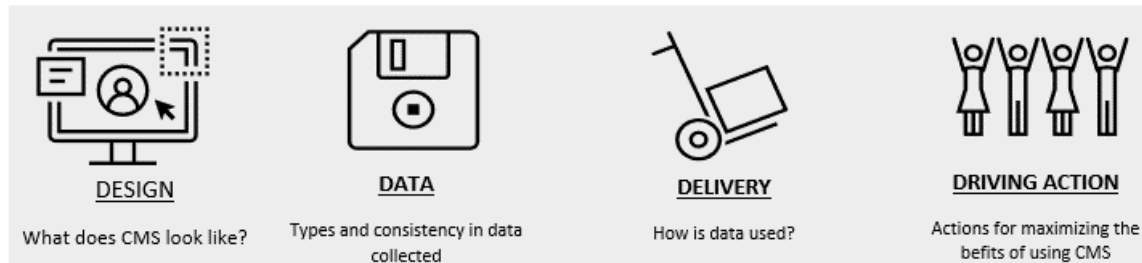 DESIGN
What does CMS look like?
DATA
Types and consistency in data
collected
DELIVERY
How is data used?
DRIVING ACTION
Actions for maximizing the
befits of using CMS